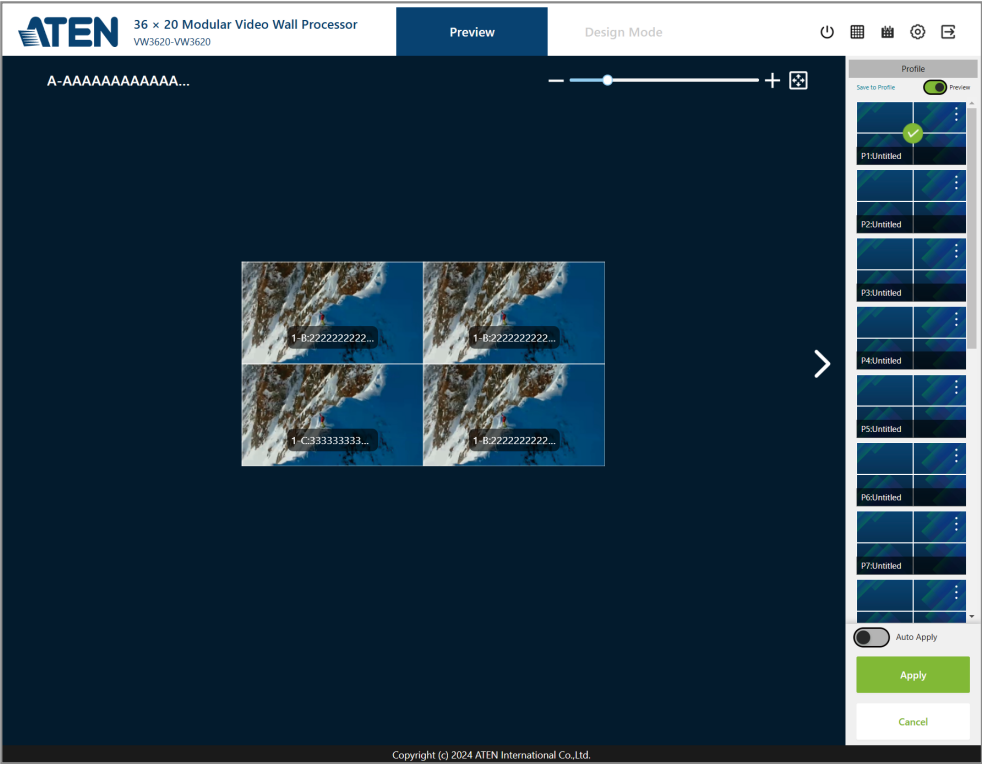 ATEN
36 × 20 Modular Video Wall Processor
VW3620-VW3620
Preview
Design Mode
A-AAAAAAAAAAAA...
1-B:2222222222...
1-B:2222222222...
1-C:333333333...
1-B:2222222222...
Profile
Save to Profile
Preview
P1:Untitled
P2:Untitled
P3:Untitled
P4:Untitled
P5:Untitled
P6:Untitled
P7:Untitled
Auto Apply
Apply
Cancel
Copyright (c) 2024 ATEN International Co.,Ltd.